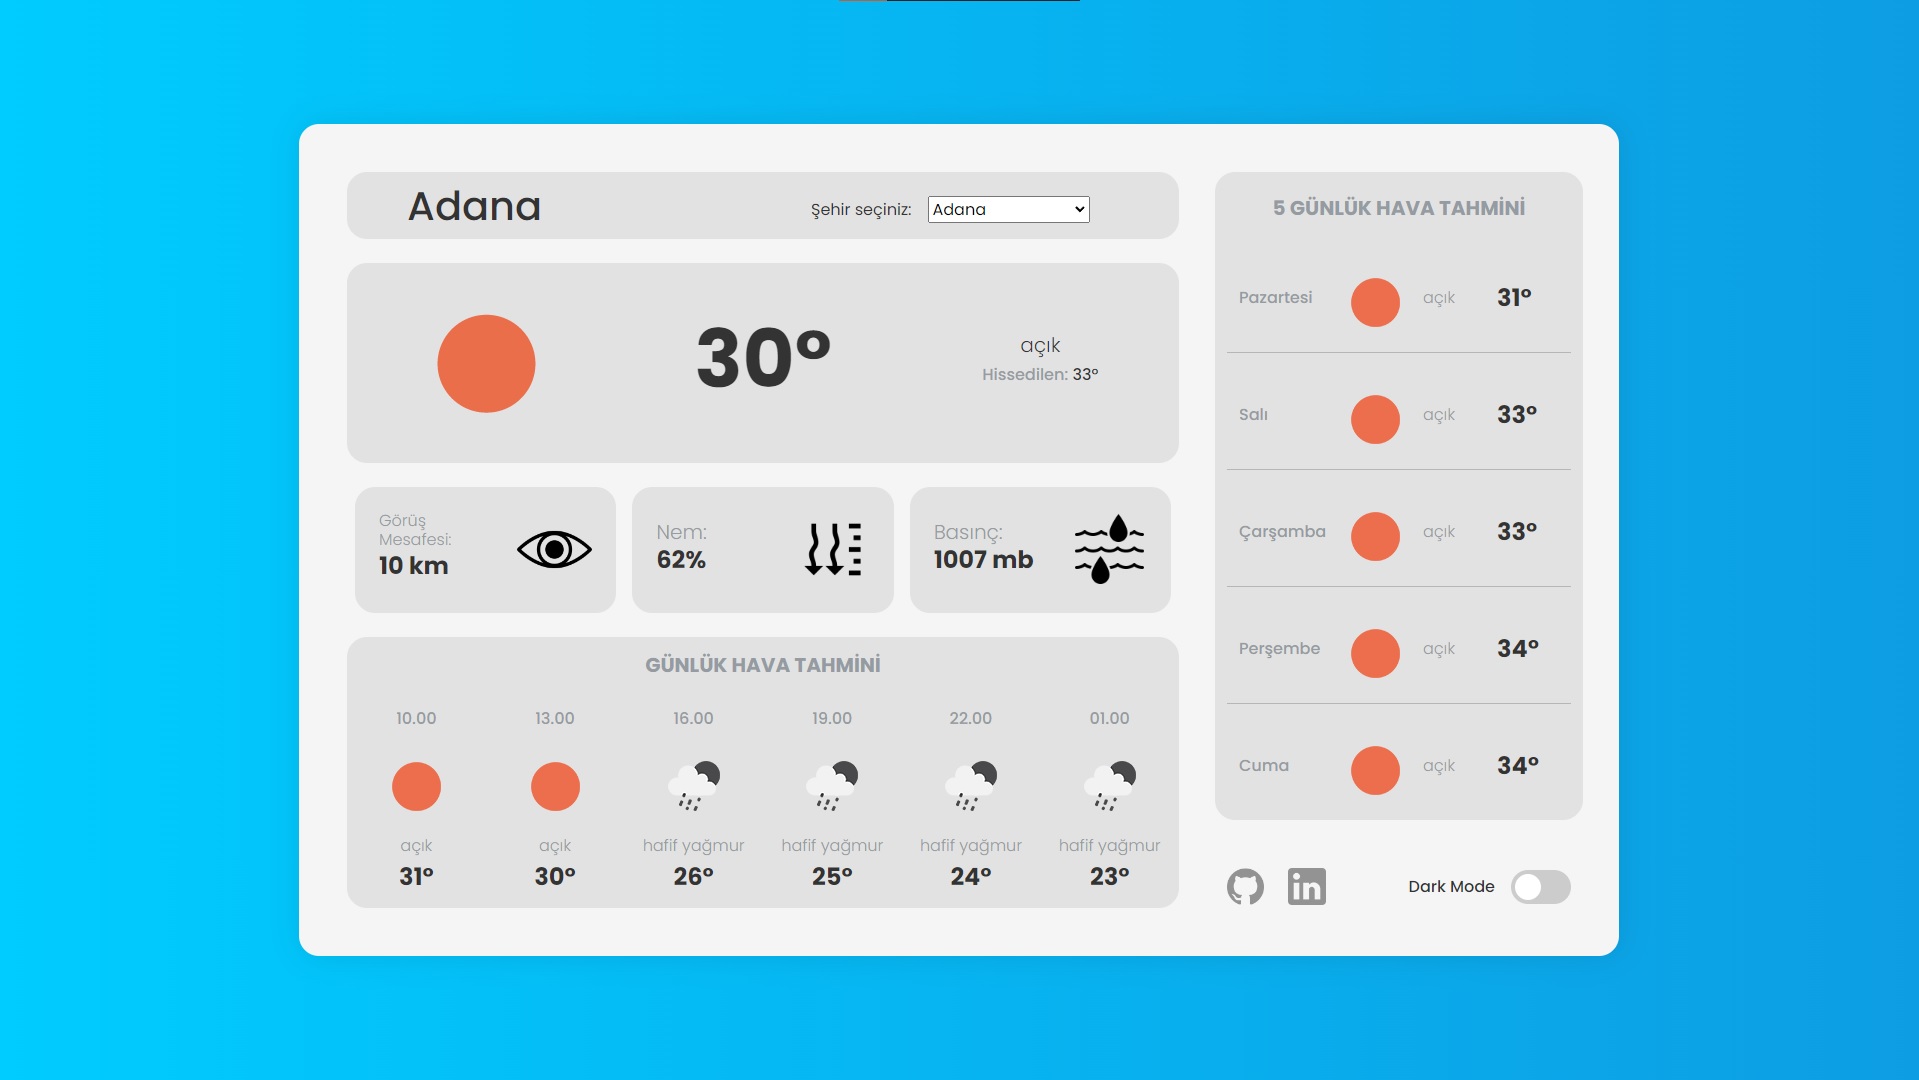 Adana
Şehir seçiniz:
Adana
30°
açık
Hissedilen: 33°
Görüş
Mesafesi:
10 km
Nem:
62%
Basınç:
1007 mb
GÜNLÜK HAVA TAHMİNİ
10.00 13.00 16.00 19.00 22.00 01.00
açık açık hafif yağmur hafif yağmur hafif yağmur hafif yağmur
31° 30° 26° 25° 24° 23°
5 GÜNLÜK HAVA TAHMİNİ
Pazartesi açık 31°
Salı açık 33°
Çarşamba açık 33°
Perşembe açık 34°
Cuma açık 34°
in
Dark Mode